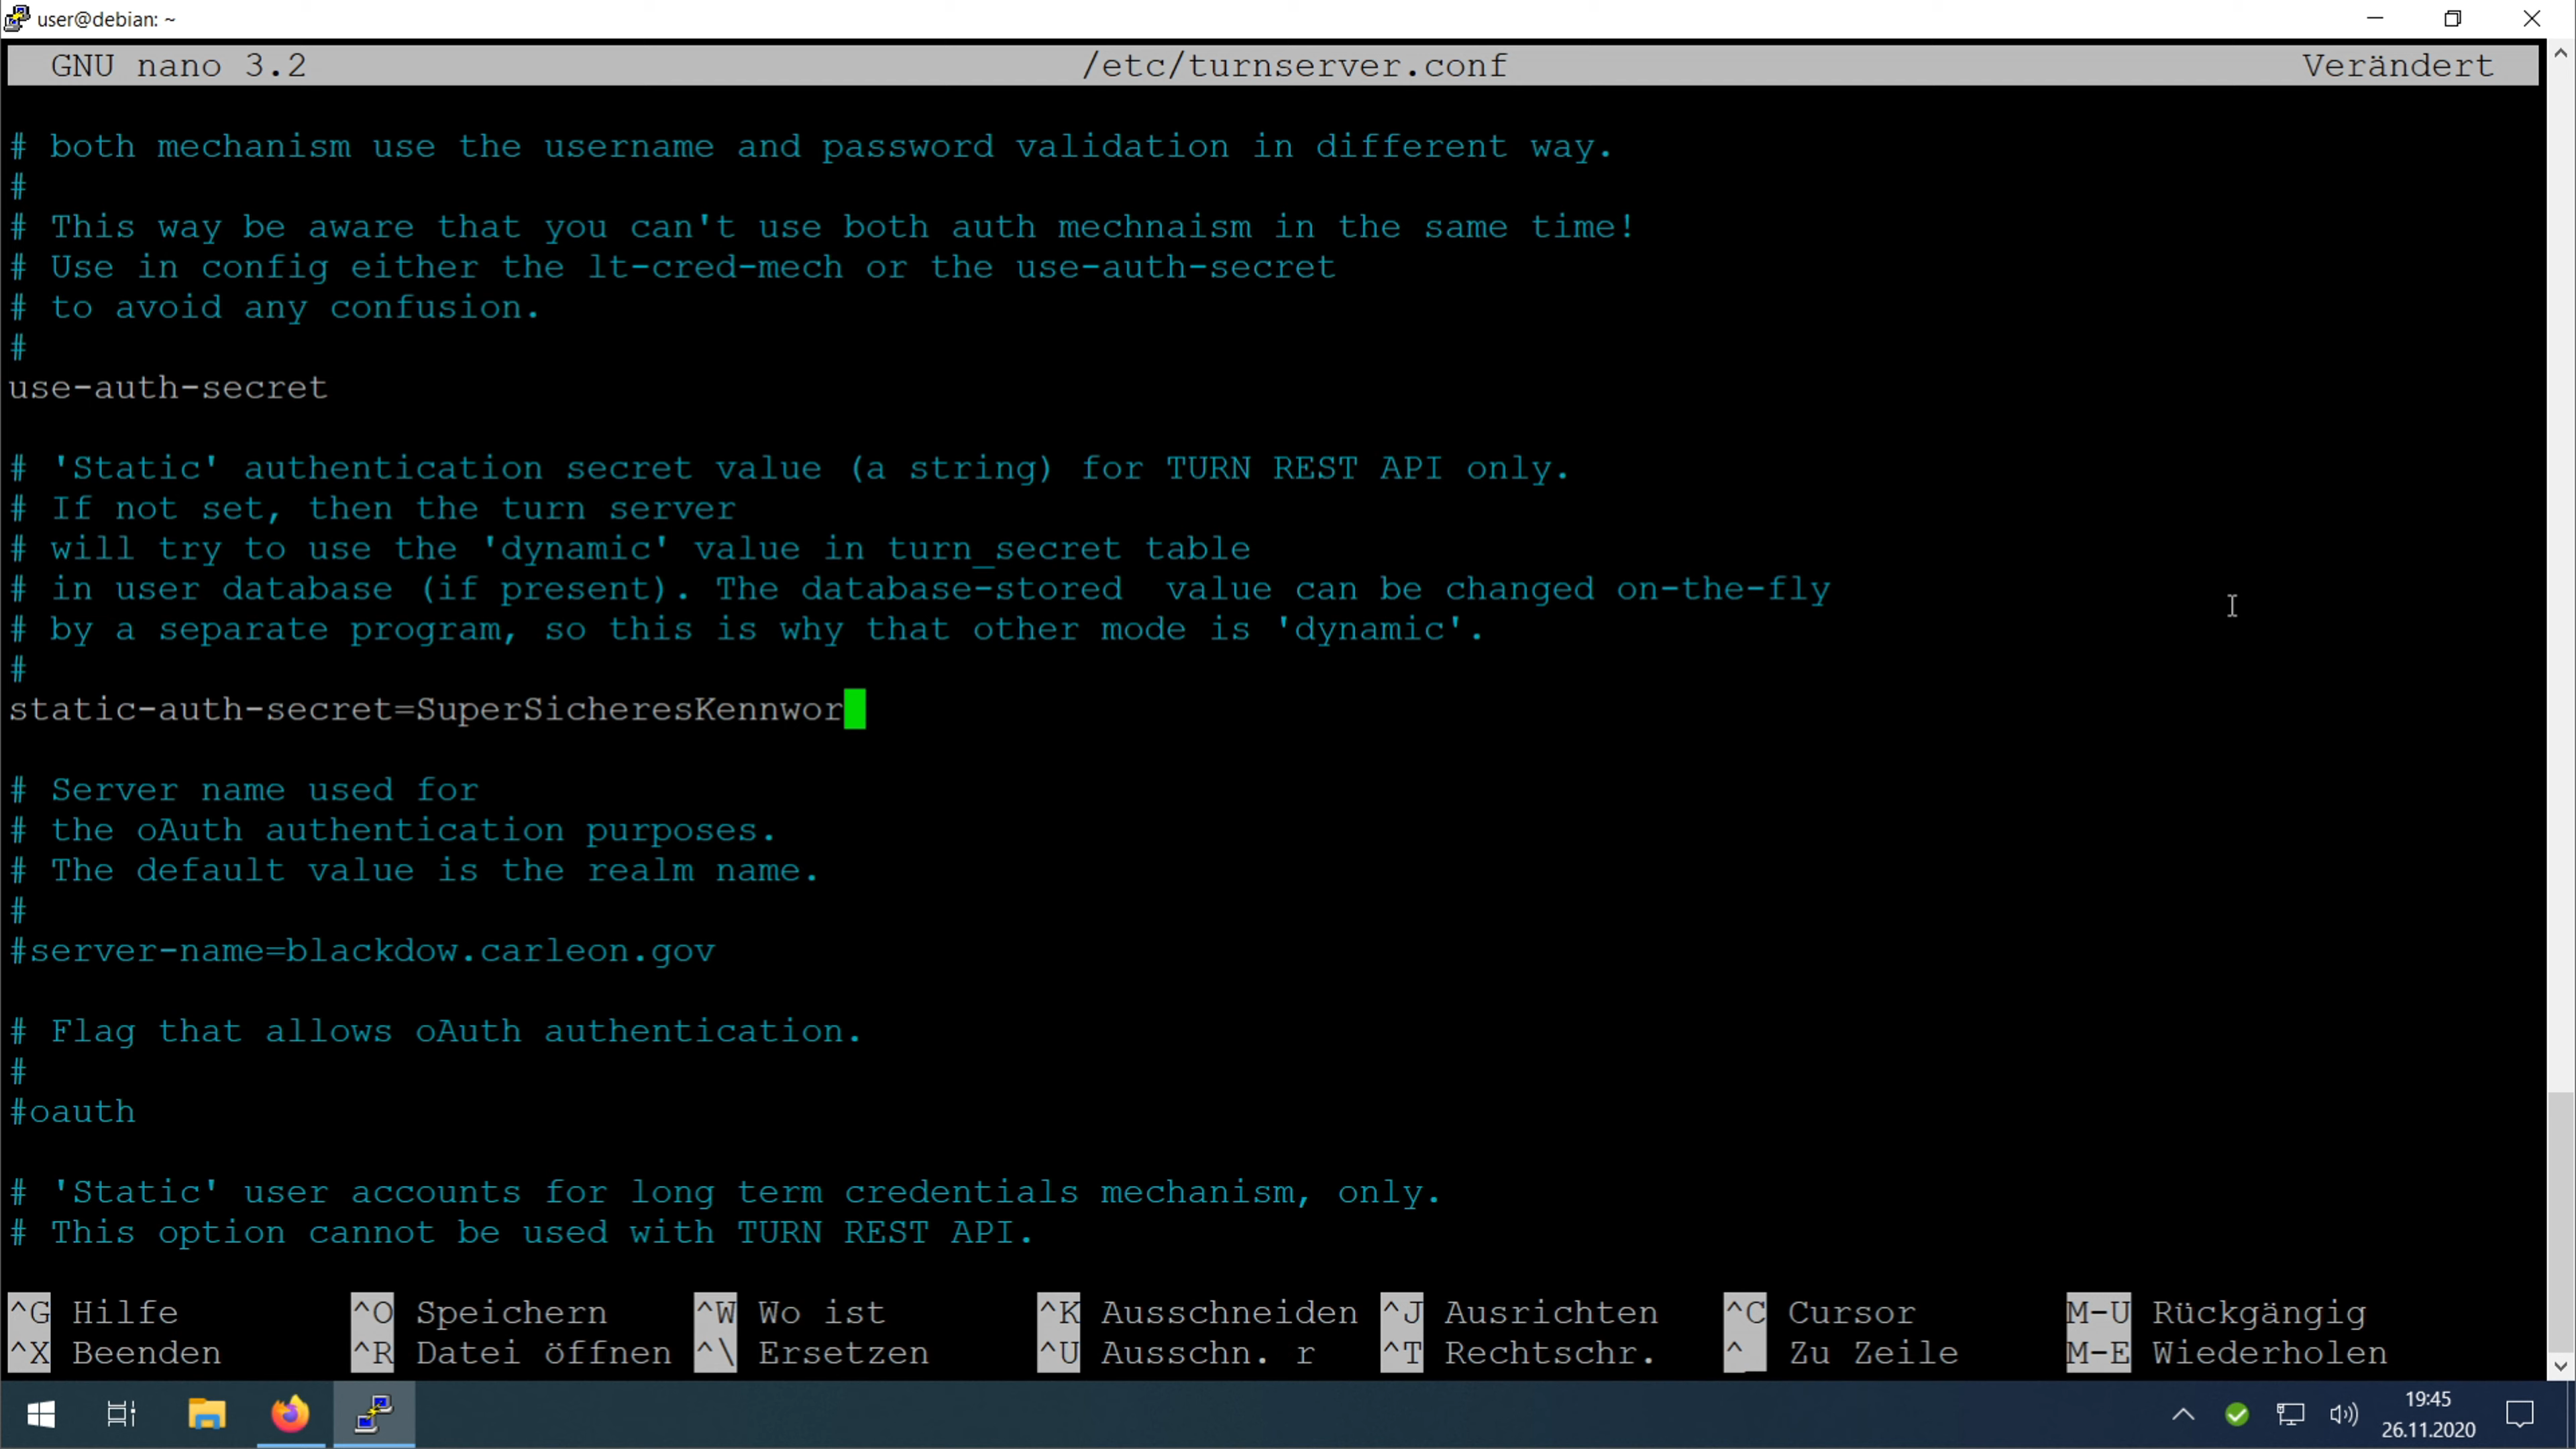 user@debian: ~
GNU nano 3.2 /etc/turnserver.conf Verändert
# both mechanism use the username and password validation in different way.
#
# This way be aware that you can't use both auth mechnaism in the same time!
# Use in config either the lt-cred-mech or the use-auth-secret
# to avoid any confusion.
#
use-auth-secret
# 'Static' authentication secret value (a string) for TURN REST API only.
# If not set, then the turn server
# will try to use the 'dynamic' value in turn_secret table
# in user database (if present). The database-stored  value can be changed on-the-fly
# by a separate program, so this is why that other mode is 'dynamic'.
#
static-auth-secret=SuperSicheresKennwor
# Server name used for
# the oAuth authentication purposes.
# The default value is the realm name.
#
#server-name=blackdow.carleon.gov
# Flag that allows oAuth authentication.
#
#oauth
# 'Static' user accounts for long term credentials mechanism, only.
# This option cannot be used with TURN REST API.
^G Hilfe ^O Speichern ^W Wo ist ^K Ausschneiden ^J Ausrichten ^C Cursor M-U Rückgängig
^X Beenden ^R Datei öffnen ^\ Ersetzen ^U Ausschn. r ^T Rechtschr. ^_ Zu Zeile M-E Wiederholen
19:45
26.11.2020